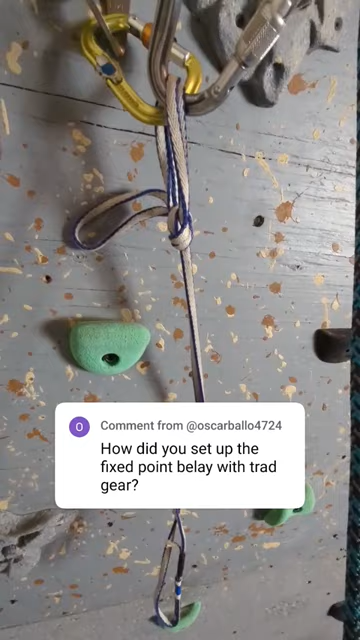 O
Comment from @oscarballo4724
How did you set up the
fixed point belay with trad
gear?